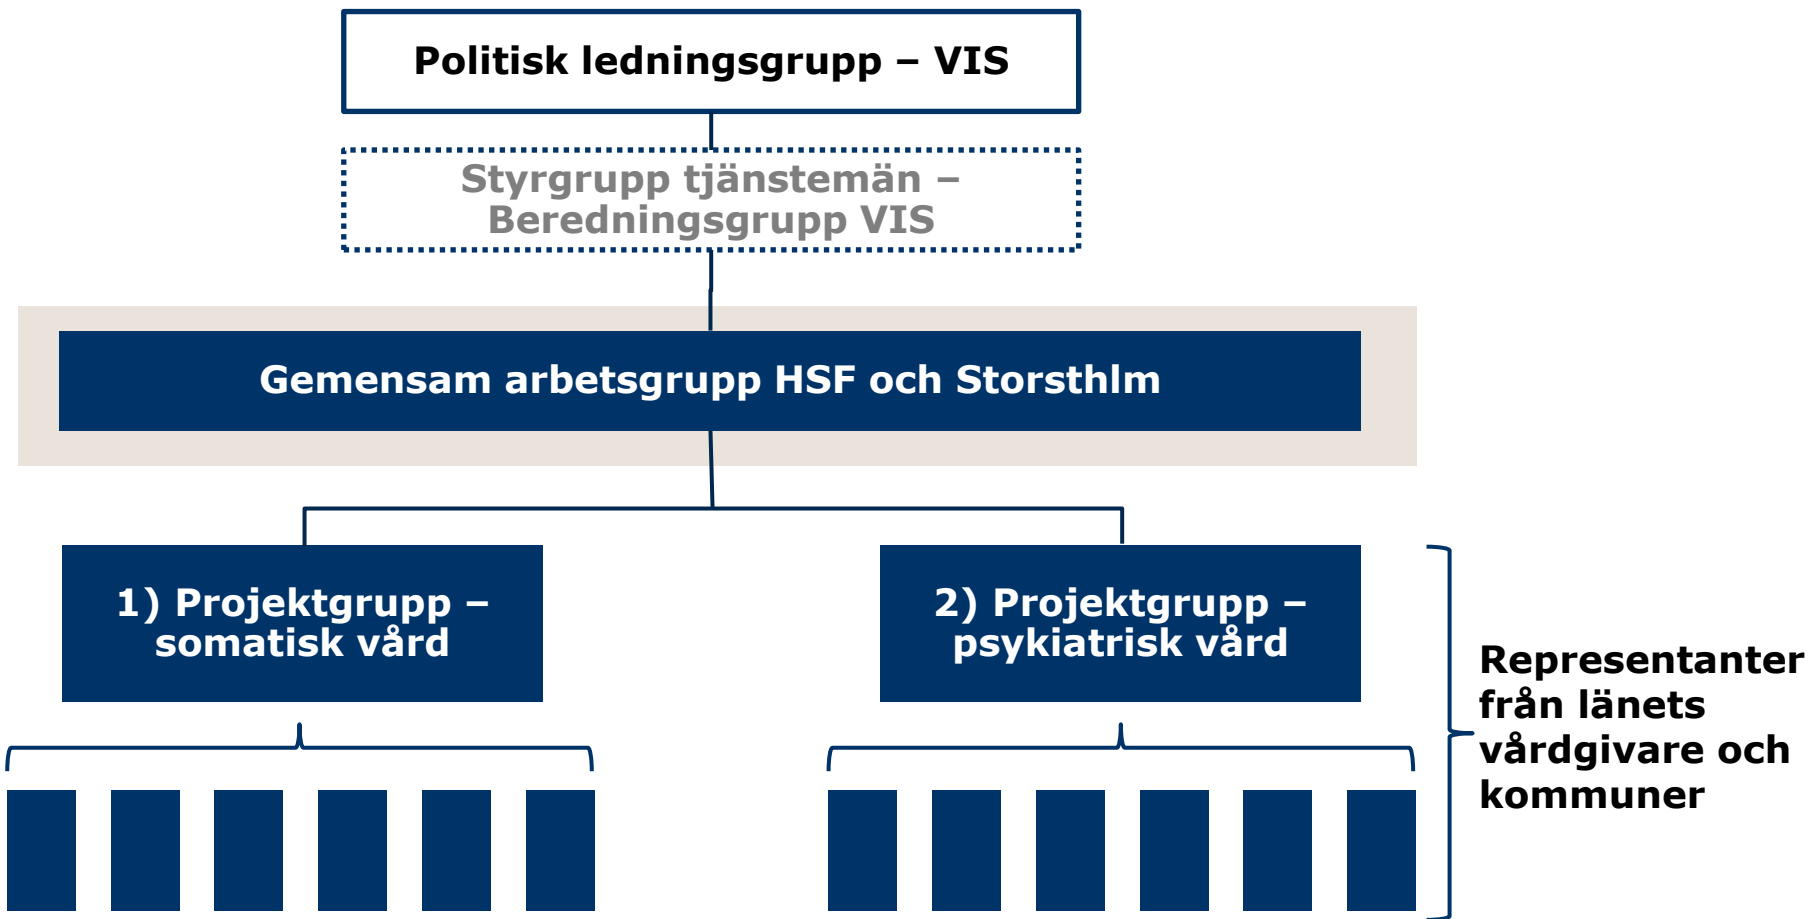 Politisk ledningsgrupp – VIS
Styrgrupp tjänstemän –
Beredningsgrupp VIS
Gemensam arbetsgrupp HSF och Storsthlm
1) Projektgrupp –
somatisk vård
2) Projektgrupp –
psykiatrisk vård
Representanter
från länets
vårdgivare och
kommuner